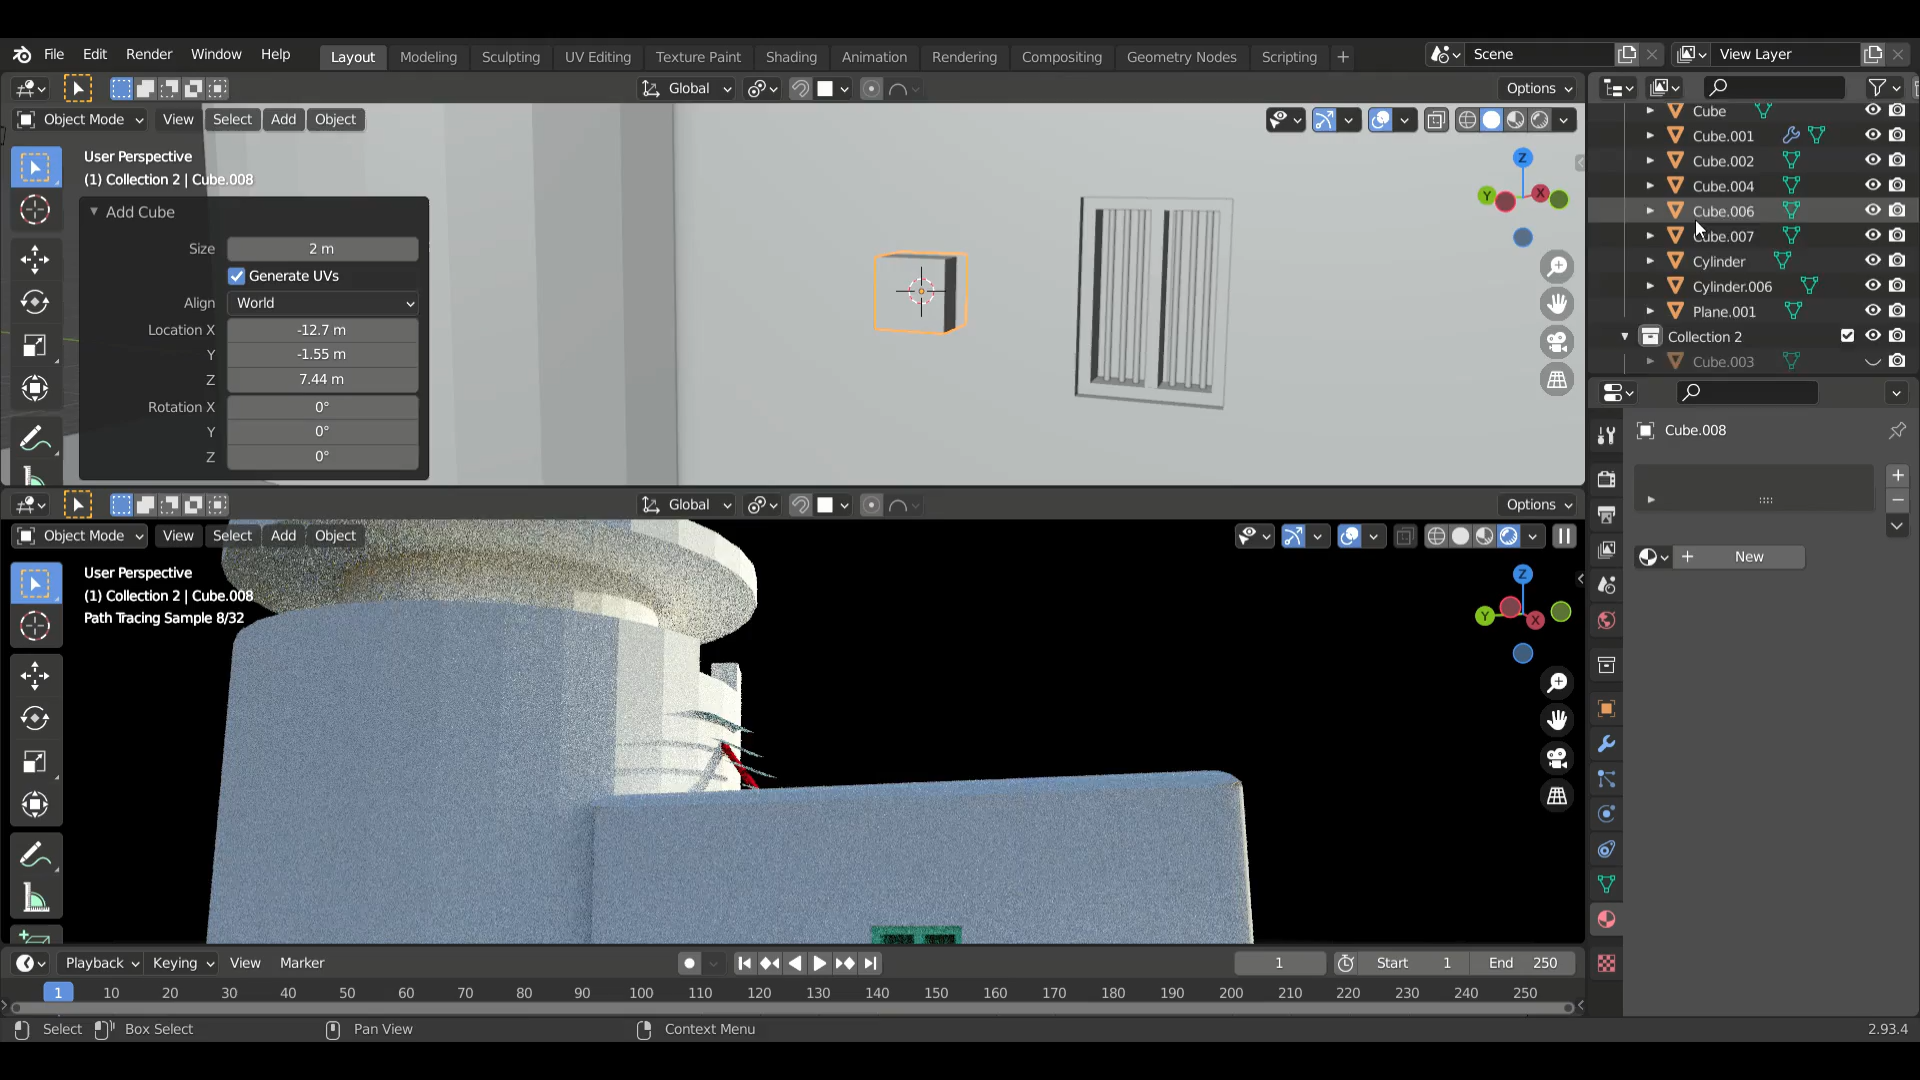 File Edit Render Window Help Layout Modeling Sculpting UV Editing Texture Paint Shading Animation Rendering Compositing Geometry Nodes Scripting + Scene View Layer
Global Options
Object Mode View Select Add Object
User Perspective
(1) Collection 2 | Cube.008
Add Cube
Size 2 m
Generate UVs
Align World
Location X -12.7 m
Y -1.55 m
Z 7.44 m
Rotation X 0°
Y 0°
Z 0°
Z
Y X
Cube
Cube.001
Cube.002
Cube.004
Cube.006
Cube.007
Cylinder
Cylinder.006
Plane.001
Collection 2
Cube.003
Cube.008
New
Global Options
Object Mode View Select Add Object
User Perspective
(1) Collection 2 | Cube.008
Path Tracing Sample 8/32
Z
Y X
Playback Keying View Marker 1 Start 1 End 250
1 10 20 30 40 50 60 70 80 90 100 110 120 130 140 150 160 170 180 190 200 210 220 230 240 250
Select Box Select Pan View Context Menu 2.93.4